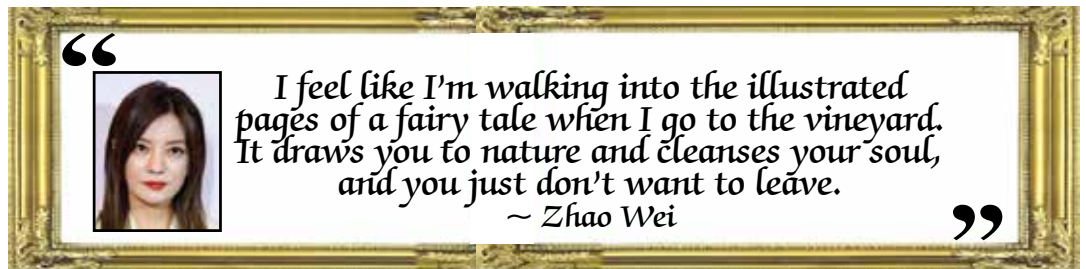 “
I feel like I'm walking into the illustrated
pages of a fairy tale when I go to the vineyard.
It draws you to nature and cleanses your soul,
and you just don't want to leave.
~ Zhao Wei
”